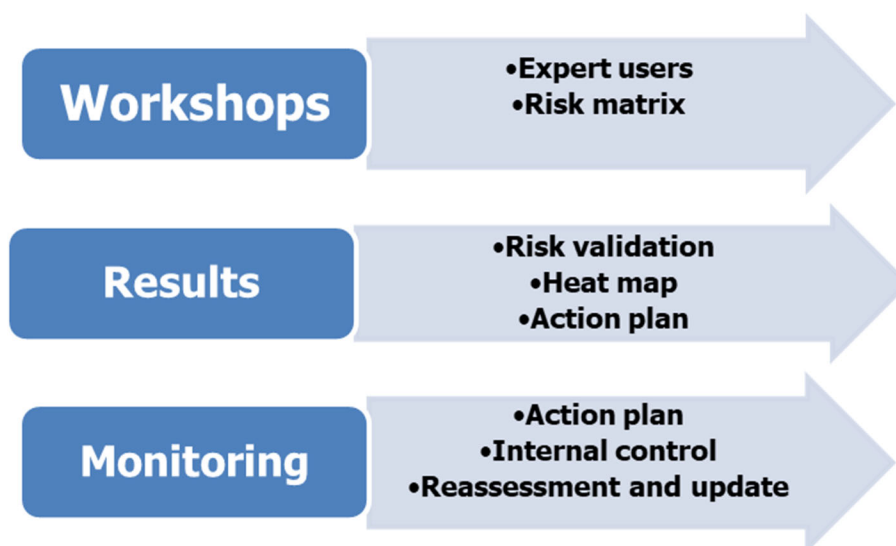 Workshops
•Expert users
•Risk matrix
Results
•Risk validation
•Heat map
•Action plan
Monitoring
•Action plan
•Internal control
•Reassessment and update